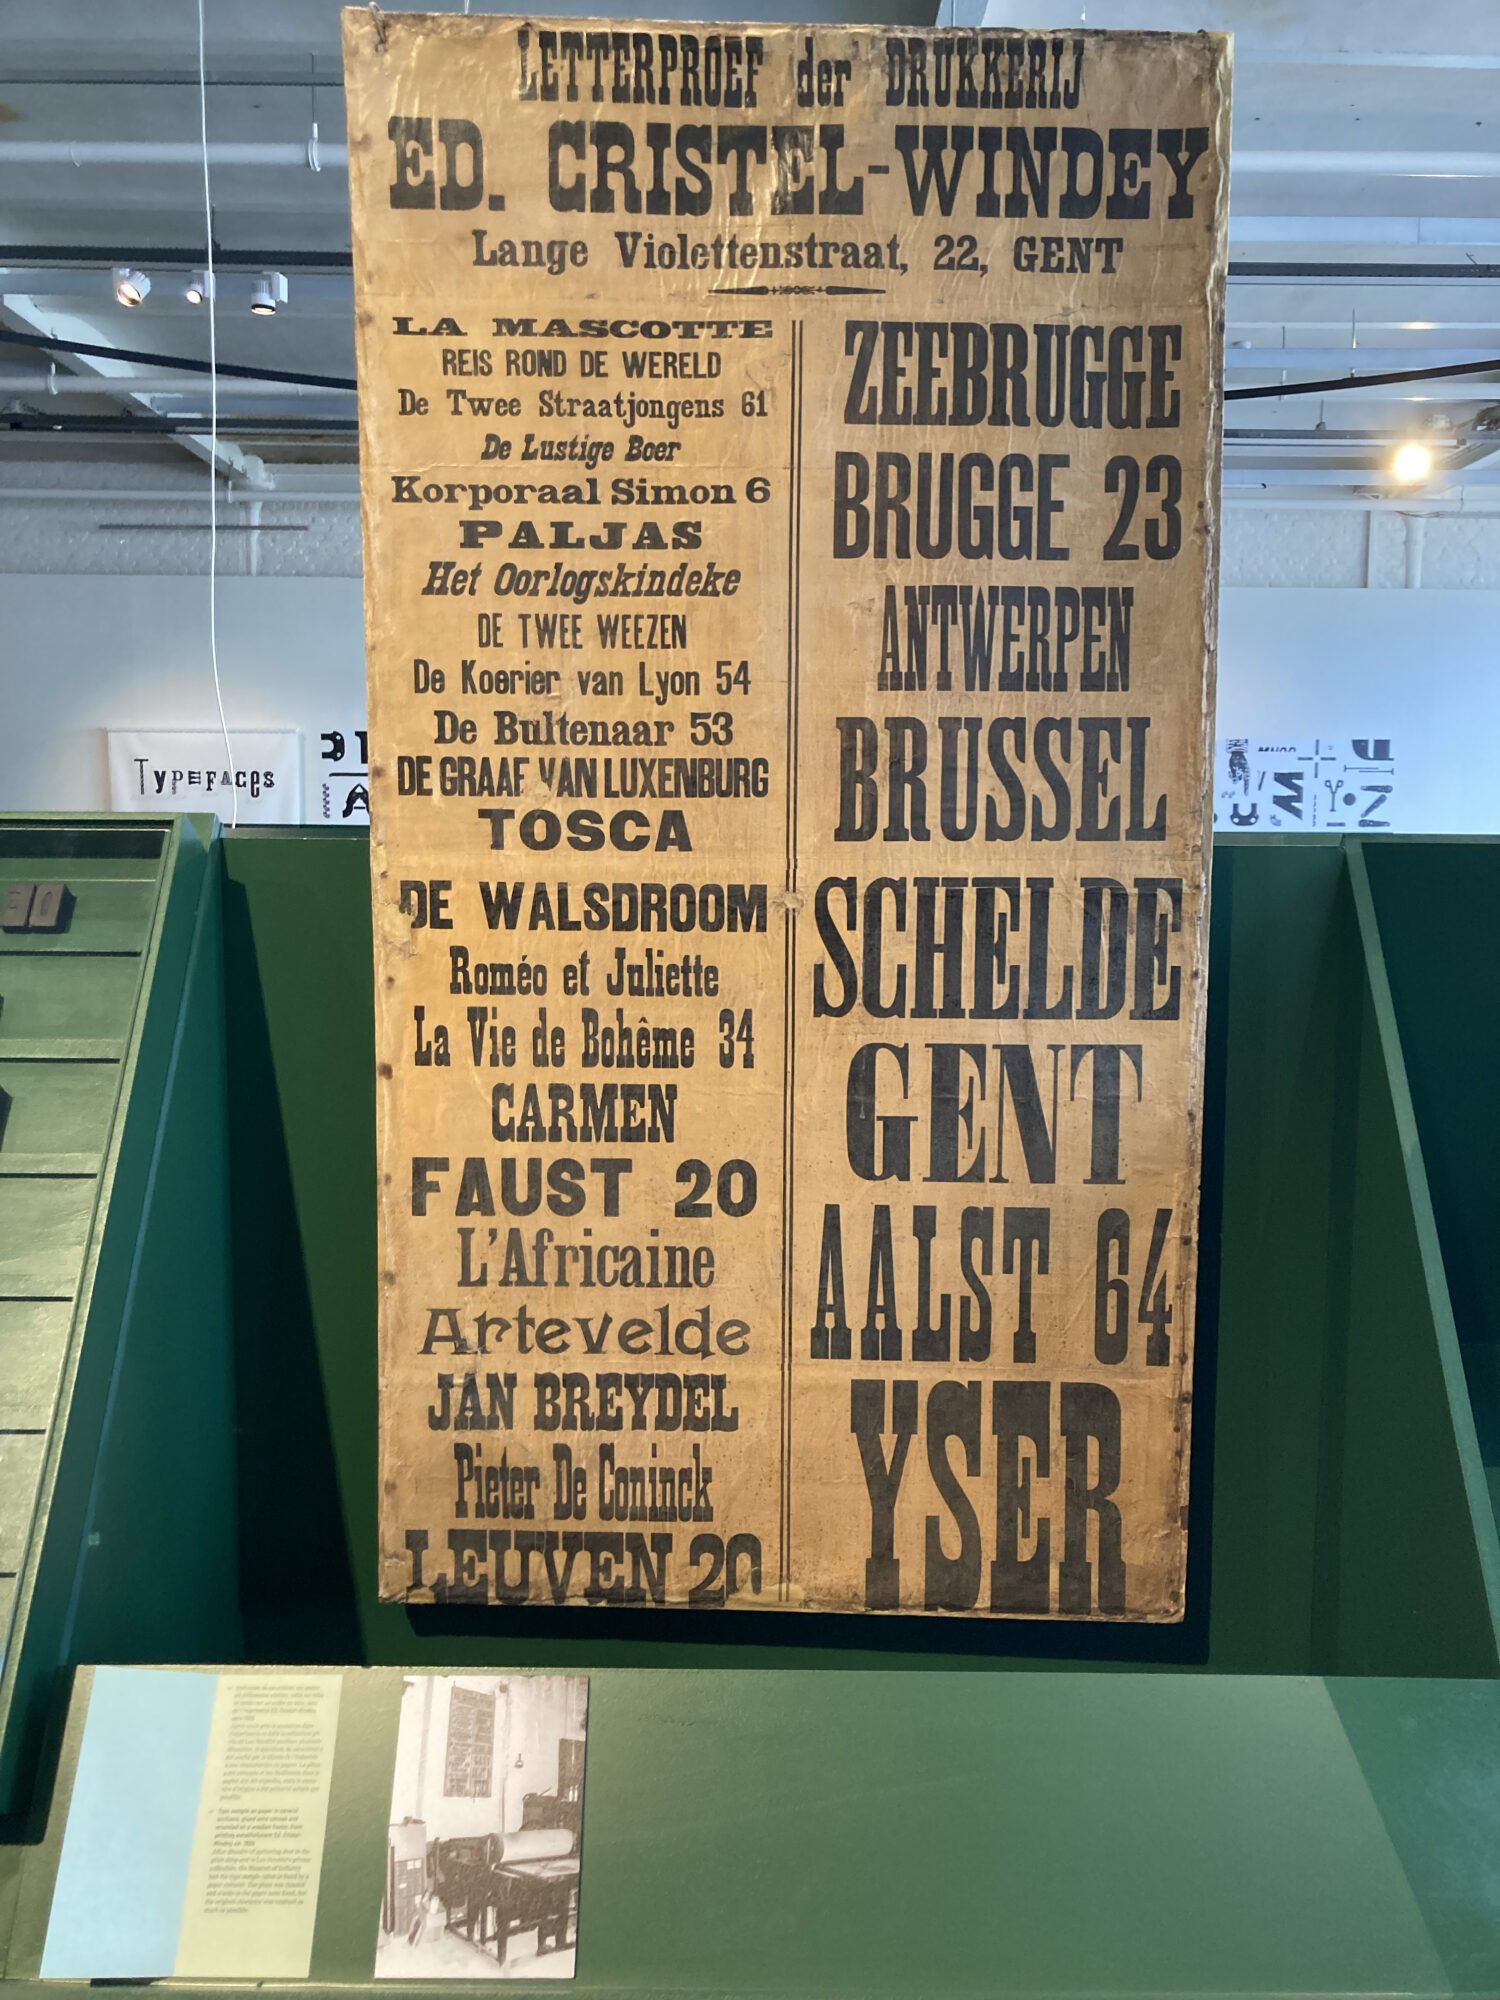 LETTERPROEF der DRUKKERIJ
ED. CRISTEL-WINDEY
Lange Violettenstraat, 22, GENT
LA MASCOTTE
REIS ROND DE WERELD
De Twee Straatjongens 61
De Lustige Boer
Korporaal Simon 6
PALJAS
Het Oorlogskindeke
DE TWEE WEEZEN
De Koerier van Lyon 54
De Bultenaar 53
DE GRAAF VAN LUXENBURG
TOSCA
DE WALSDROOM
Roméo et Juliette
La Vie de Bohême 34
CARMEN
FAUST 20
L'Africaine
Artevelde
JAN BREYDEL
Pieter De Coninck
LEUVEN 20
ZEEBRUGGE
BRUGGE 23
ANTWERPEN
BRUSSEL
SCHELDE
GENT
AALST 64
YSER
TYPEFACES